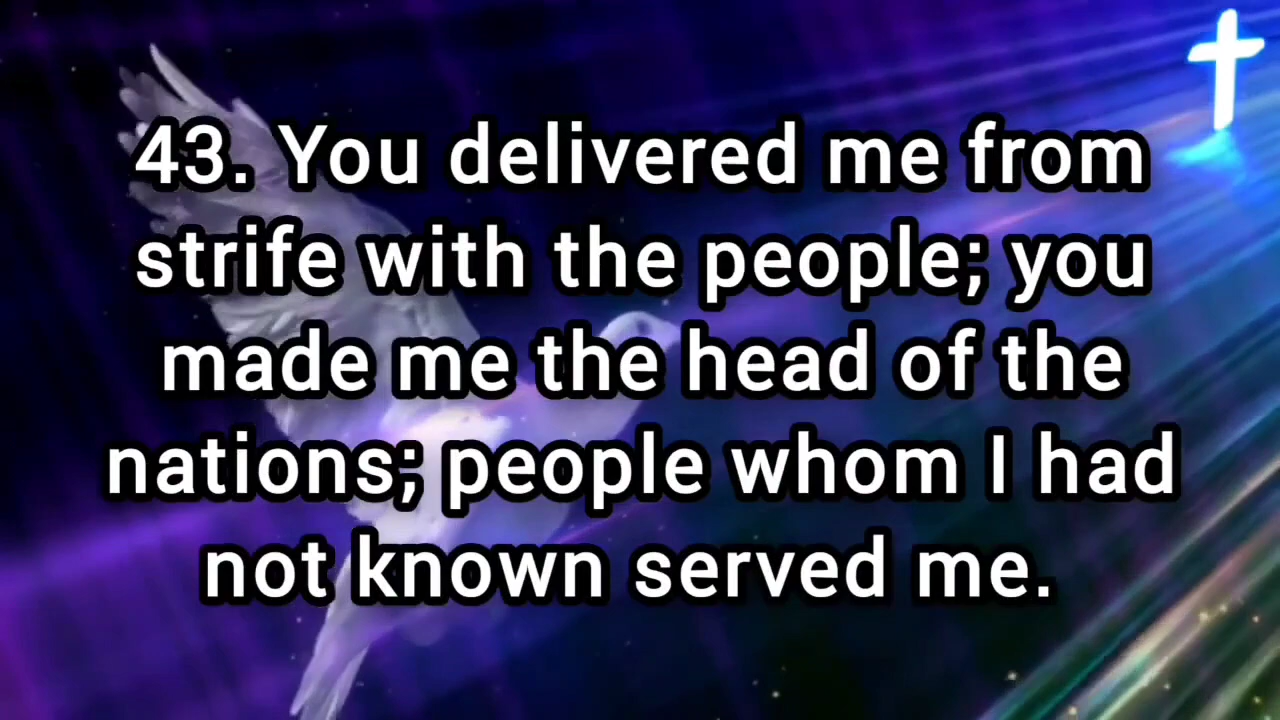 43. You delivered me from
strife with the people; you
made me the head of the
nations; people whom I had
not known served me.